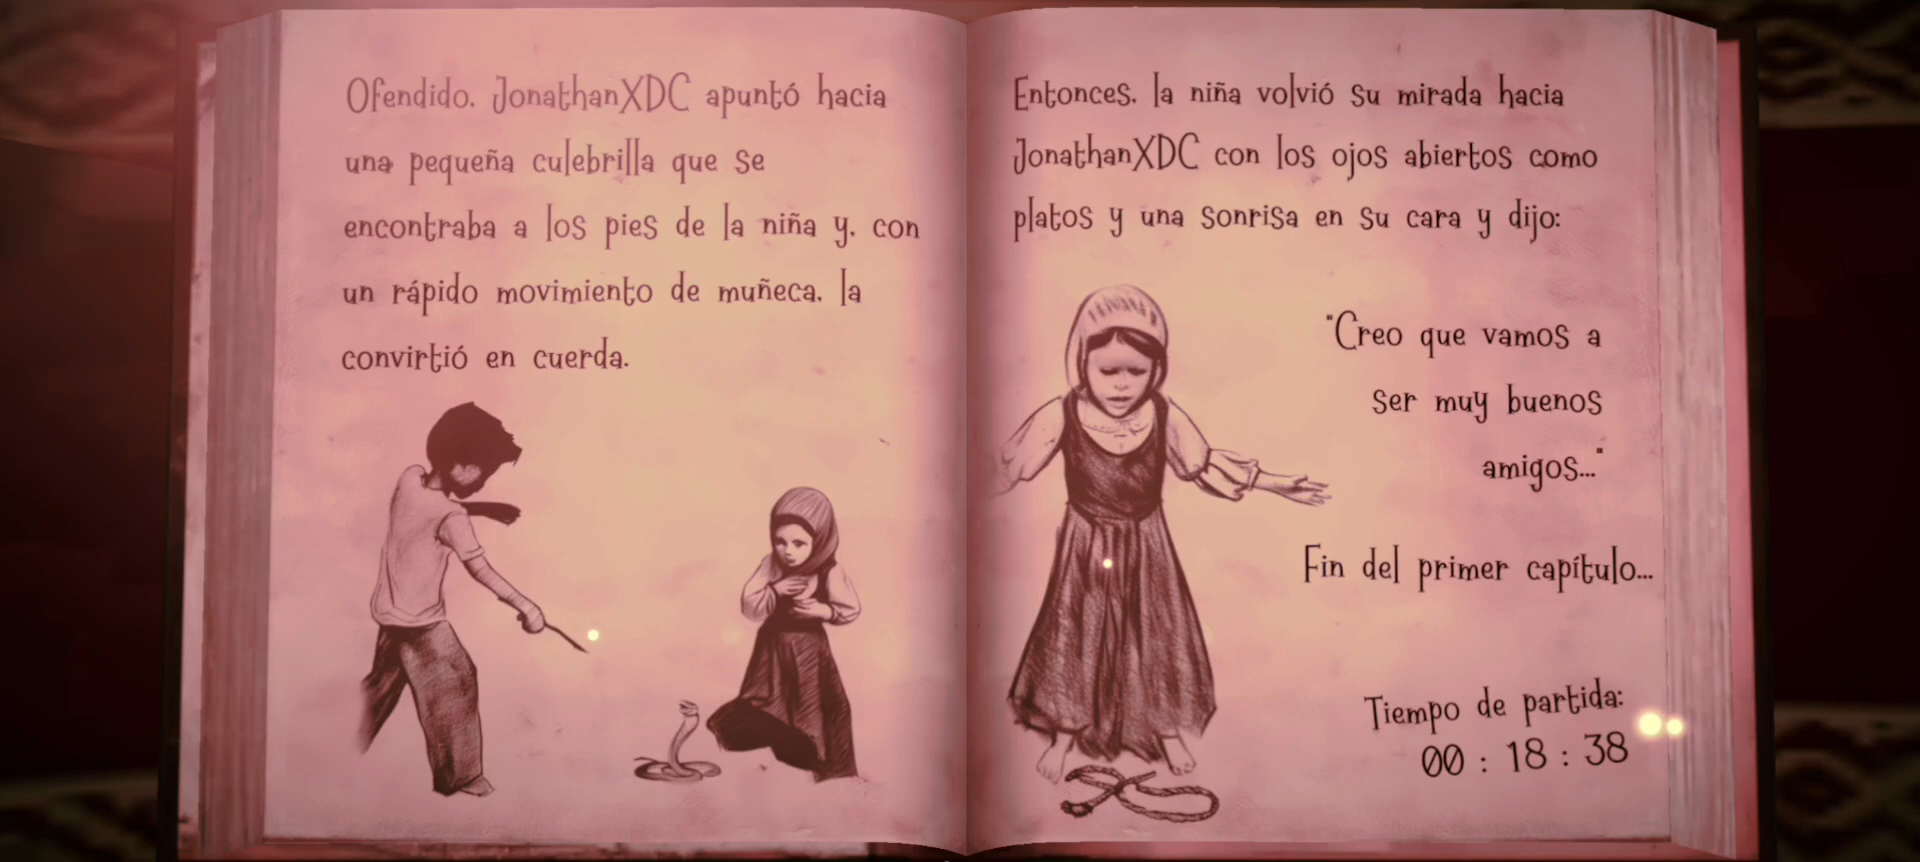 Ofendido, JonathanXDC apuntó hacia
una pequeña culebrilla que se
encontraba a los pies de la niña y, con
un rápido movimiento de muñeca, la
convirtió en cuerda.
Entonces, la niña volvió su mirada hacia
JonathanXDC con los ojos abiertos como
platos y una sonrisa en su cara y dijo:
"Creo que vamos a
ser muy buenos
amigos..."
Fin del primer capítulo...
Tiempo de partida:
00 : 18 : 38